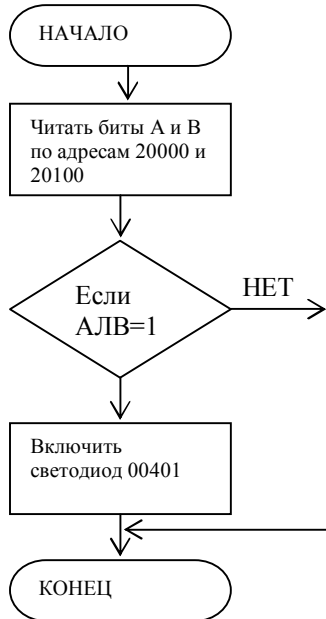 НАЧАЛО
Читать биты А и В
по адресам 20000 и
20100
Если
АЛВ=1
НЕТ
Включить
светодиод 00401
КОНЕЦ